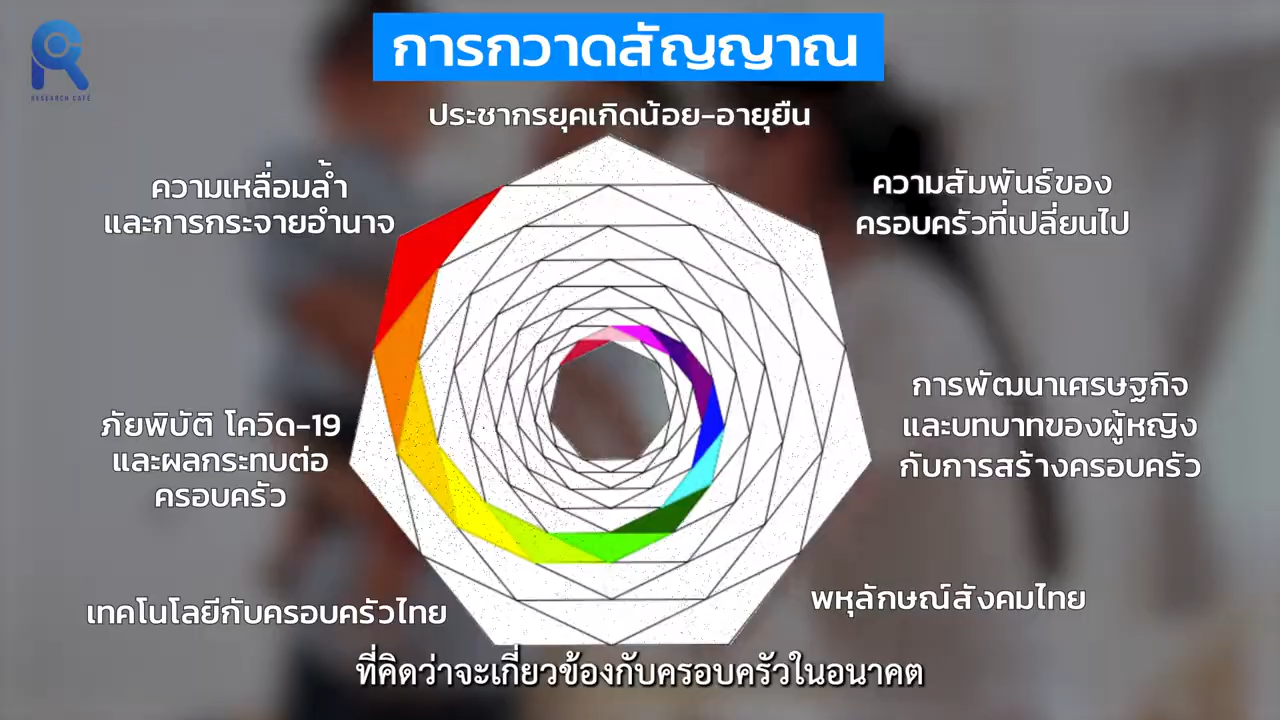 RESEARCH CAFÉ
การกวาดสัญญาณ
ประชากรยุคเกิดน้อย-อายุยืน
ความเหลื่อมล้ำ
และการกระจายอำนาจ
ความสัมพันธ์ของ
ครอบครัวที่เปลี่ยนไป
ภัยพิบัติ โควิด-19
และผลกระทบต่อ
ครอบครัว
การพัฒนาเศรษฐกิจ
และบทบาทของผู้หญิง
กับการสร้างครอบครัว
เทคโนโลยีกับครอบครัวไทย
พหุลักษณ์สังคมไทย
ที่คิดว่าจะเกี่ยวข้องกับครอบครัวในอนาคต